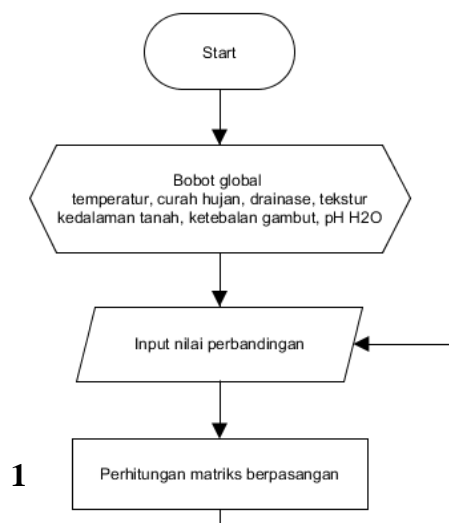 Start
Bobot global
temperatur, curah hujan, drainase, tekstur
kedalaman tanah, ketebalan gambut, pH H2O
Input nilai perbandingan
1
Perhitungan matriks berpasangan